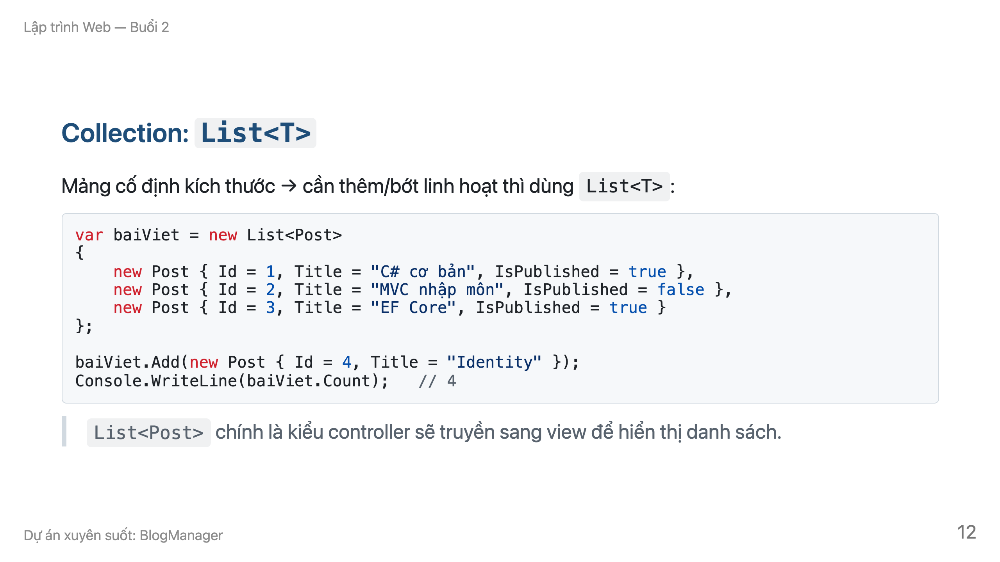 Lập trình Web — Buổi 2
Collection: List<T>
Mảng cố định kích thước → cần thêm/bớt linh hoạt thì dùng List<T>:
var baiViet = new List<Post>
{
    new Post { Id = 1, Title = "C# cơ bản", IsPublished = true },
    new Post { Id = 2, Title = "MVC nhập môn", IsPublished = false },
    new Post { Id = 3, Title = "EF Core", IsPublished = true }
};
baiViet.Add(new Post { Id = 4, Title = "Identity" });
Console.WriteLine(baiViet.Count);   // 4
List<Post> chính là kiểu controller sẽ truyền sang view để hiển thị danh sách.
Dự án xuyên suốt: BlogManager
12